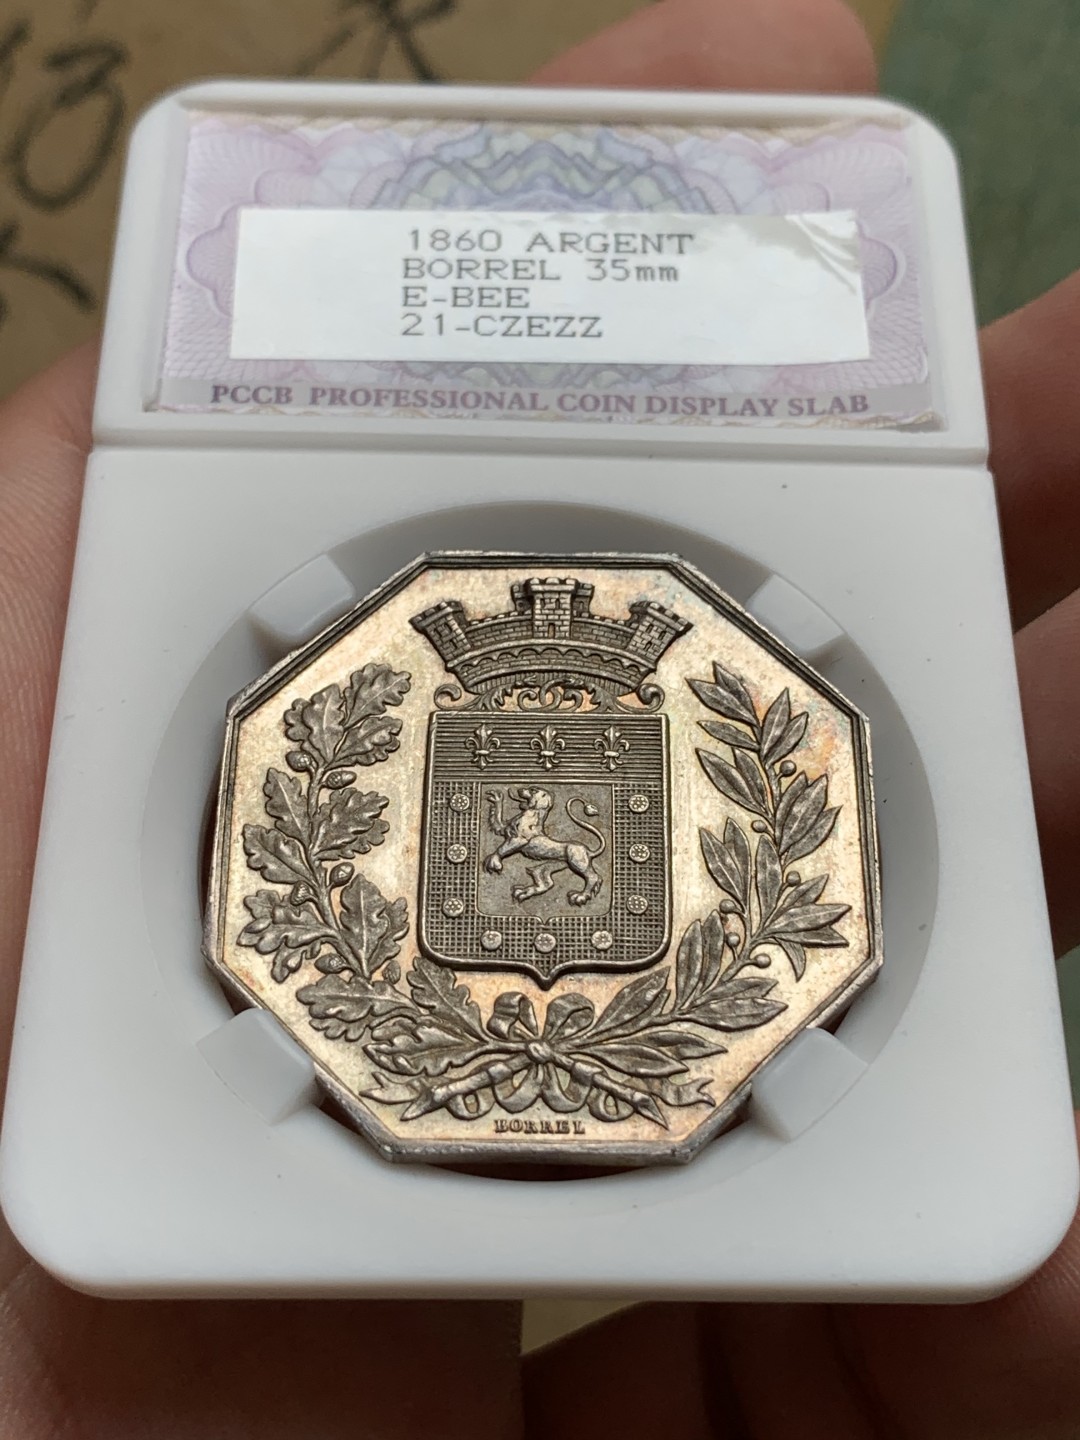 1860 ARGENT
BORREL 35mm
E-BEE
21-CZEZZ
PCCB PROFESSIONAL COIN DISPLAY SLAB
BORREL